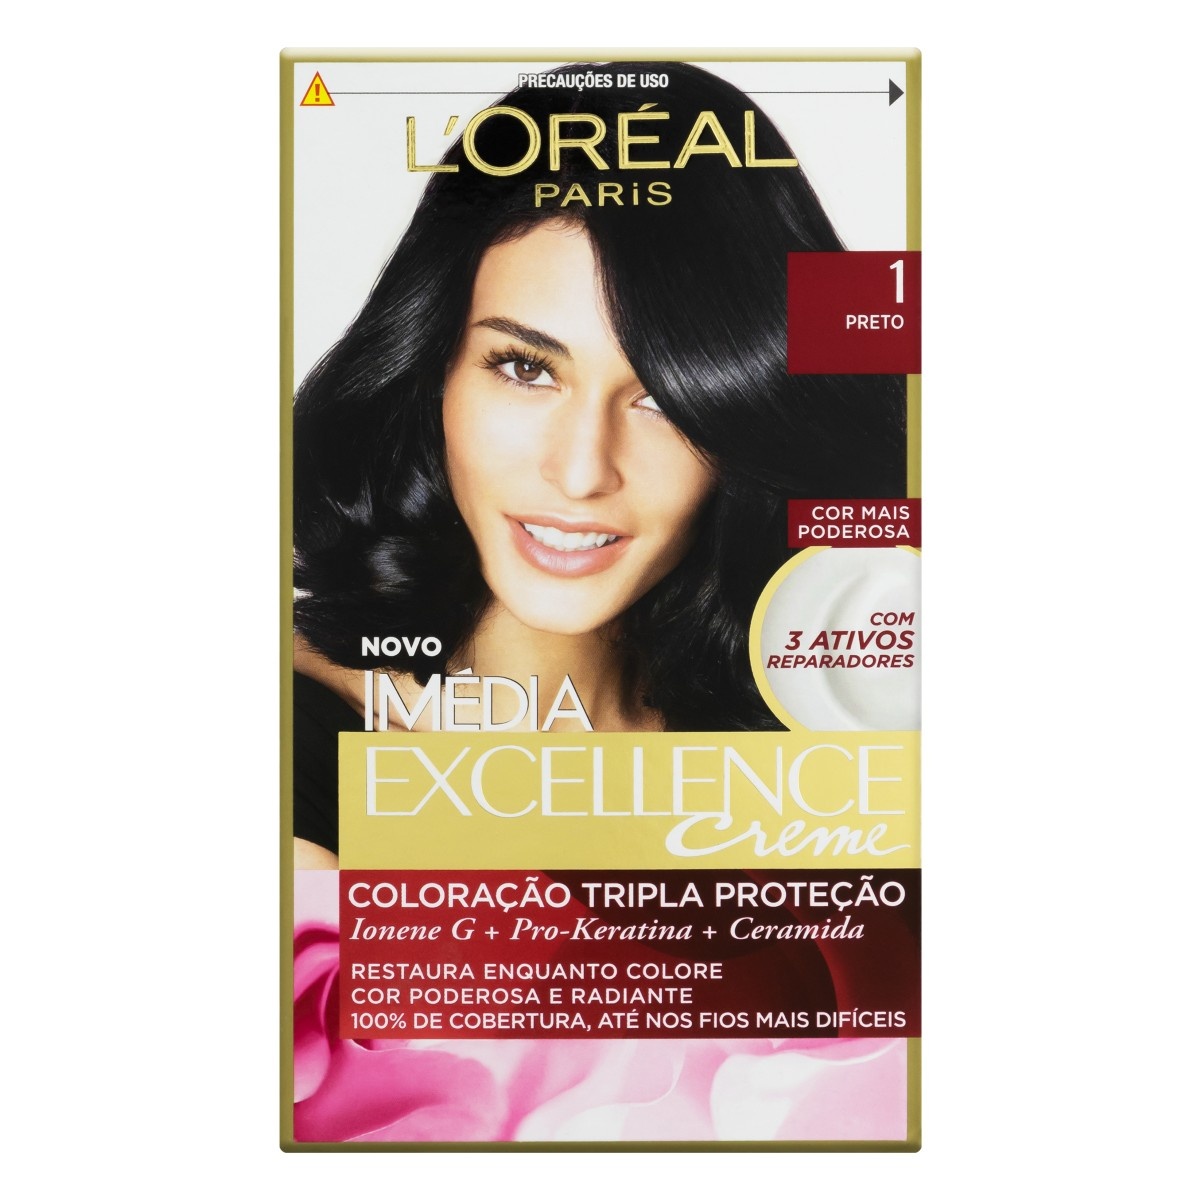 PRECAUÇÕES DE USO
L'ORÉAL
PARiS
1
PRETO
COR MAIS
PODEROSA
COM
3 ATIVOS
REPARADORES
NOVO
IMÉDIA
EXCELLENCE
Creme
COLORAÇÃO TRIPLA PROTEÇÃO
Ionene G + Pro-Keratina + Ceramida
RESTAURA ENQUANTO COLORE
COR PODEROSA E RADIANTE
100% DE COBERTURA, ATÉ NOS FIOS MAIS DIFÍCEIS